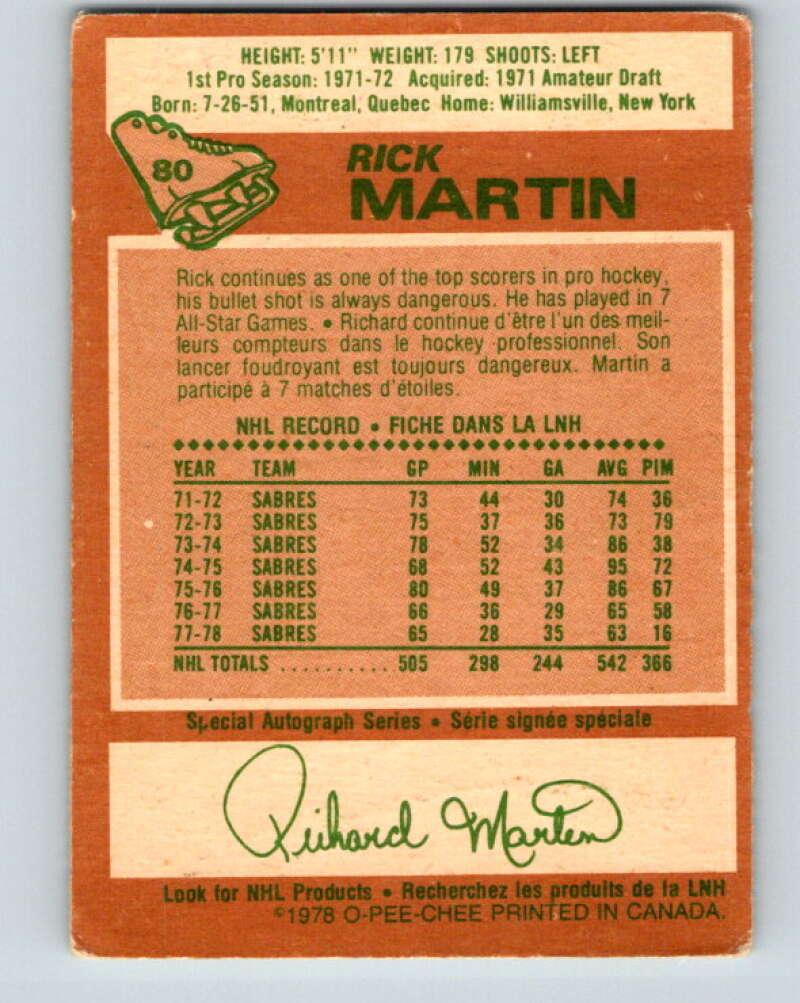 HEIGHT: 5'11" WEIGHT: 179 SHOOTS: LEFT
1st Pro Season: 1971-72 Acquired: 1971 Amateur Draft
Born: 7-26-51, Montreal, Quebec Home: Williamsville, New York
80
RICK
MARTIN
Rick continues as one of the top scorers in pro hockey,
his bullet shot is always dangerous. He has played in 7
All-Star Games. • Richard continue d'être l'un des meil-
leurs compteurs dans le hockey professionnel. Son
lancer foudroyant est toujours dangereux. Martin a
participé à 7 matches d'étoiles.
NHL RECORD • FICHE DANS LA LNH
YEAR TEAM GP MIN GA AVG PIM
71-72 SABRES 73 44 30 74 36
72-73 SABRES 75 37 36 73 79
73-74 SABRES 78 52 34 86 38
74-75 SABRES 68 52 43 95 72
75-76 SABRES 80 49 37 86 67
76-77 SABRES 66 36 29 65 58
77-78 SABRES 65 28 35 63 16
NHL TOTALS .......... 505 298 244 542 366
Special Autograph Series • Série signée spéciale
Richard Martin
Look for NHL Products • Recherchez les produits de la LNH
©1978 O-PEE-CHEE PRINTED IN CANADA.